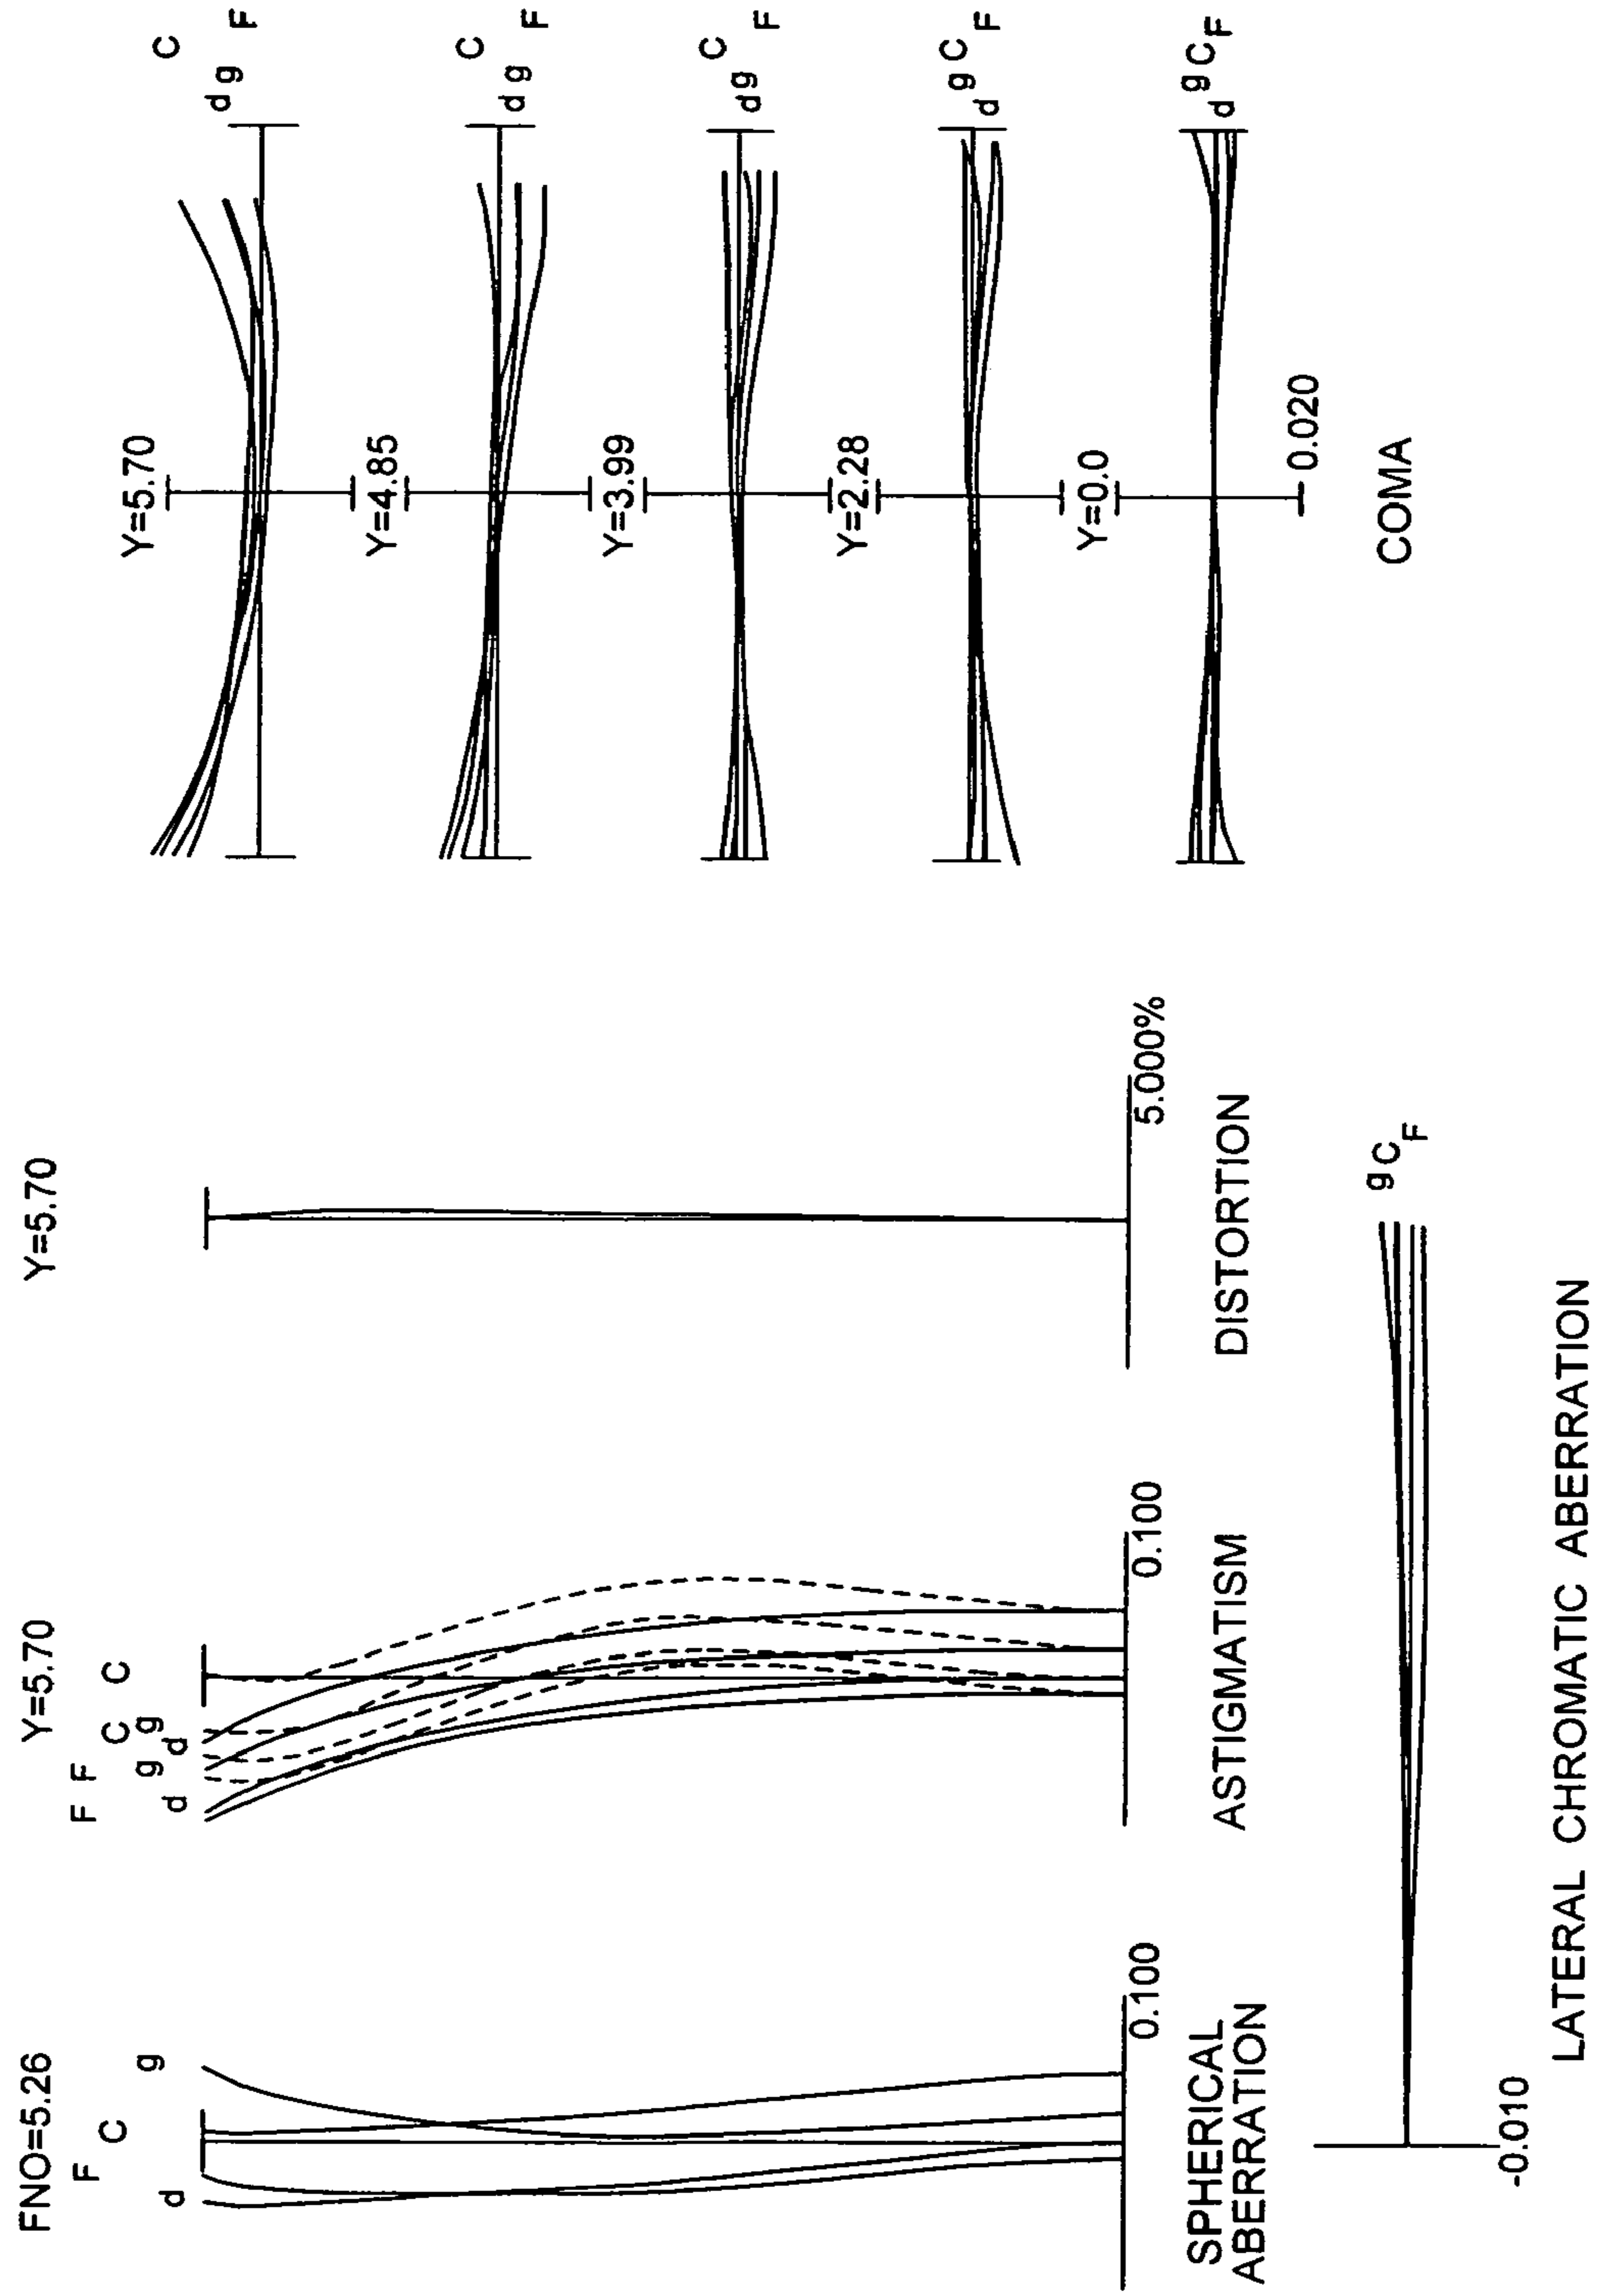 FNO=5.26
F
C
g
d
SPHERICAL
ABERRATION
0.100
Y=5.70
F F
C
C
g
g
d
d
ASTIGMATISM
0.100
Y=5.70
DISTORTION
5.000%
Y=5.70
C
F
d g
Y=4.85
C
F
d g
Y=3.99
C
F
d g
Y=2.28
g C
d
F
Y=0.0
g C F
d
0.020
COMA
g C F
-0.010
LATERAL CHROMATIC ABERRATION